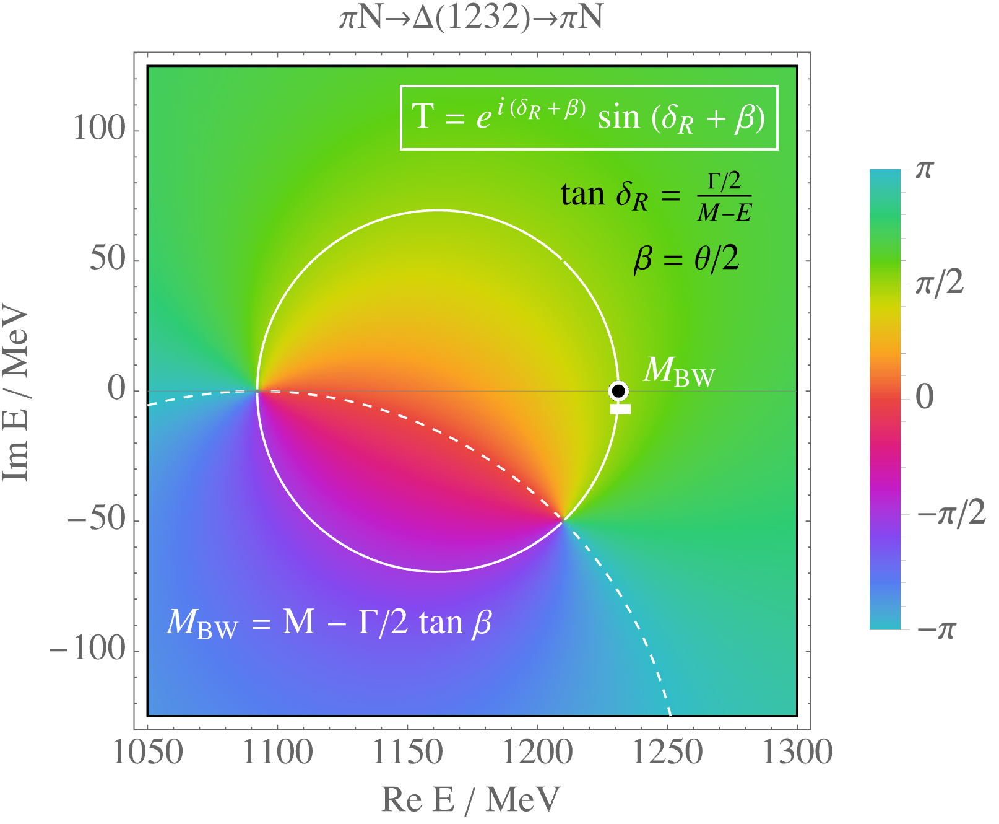 πN→Δ(1232)→πN
T = e^{i (δ_R + β)} sin (δ_R + β)
tan δ_R = \frac{Γ/2}{M−E}
β = θ/2
M_BW
M_BW = M − Γ/2 tan β
Im E / MeV
100
50
0
−50
−100
1050 1100 1150 1200 1250 1300
Re E / MeV
π
π/2
0
−π/2
−π